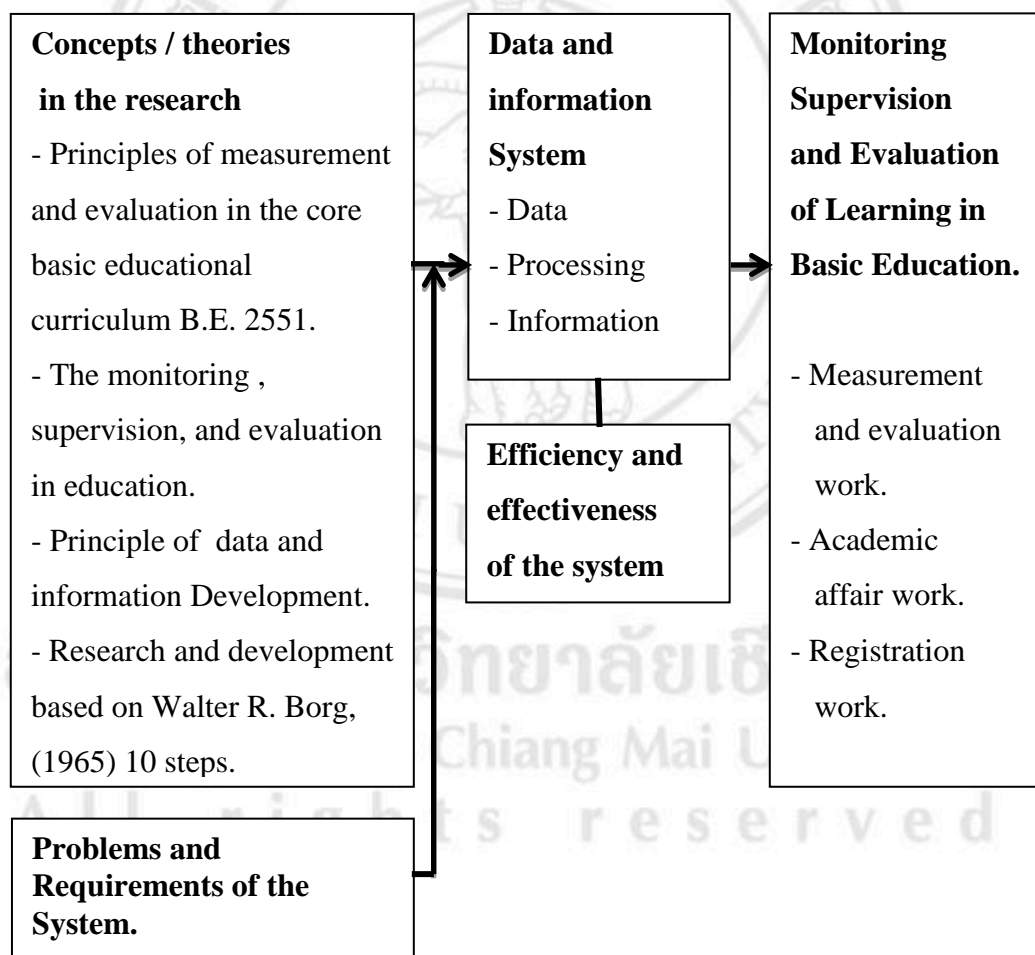 Concepts / theories
in the research
- Principles of measurement
and evaluation in the core
basic educational
curriculum B.E. 2551.
- The monitoring ,
supervision, and evaluation
in education.
- Principle of data and
information Development.
- Research and development
based on Walter R. Borg,
(1965) 10 steps.
Problems and
Requirements of the
System.
Data and
information
System
- Data
- Processing
- Information
Efficiency and
effectiveness
of the system
Monitoring
Supervision
and Evaluation
of Learning in
Basic Education.
- Measurement
and evaluation
work.
- Academic
affair work.
- Registration
work.
Chiang Mai U
All rights reserved